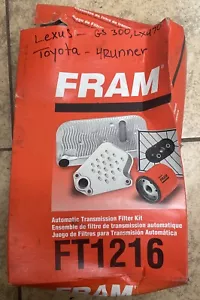 Lexus - GS 300, LX470
Toyota - 4Runner
FRAM
Automatic Transmission Filter Kit
Ensemble de filtre de transmission automatique
Juego de Filtros para Transmisión Automática
FT1216